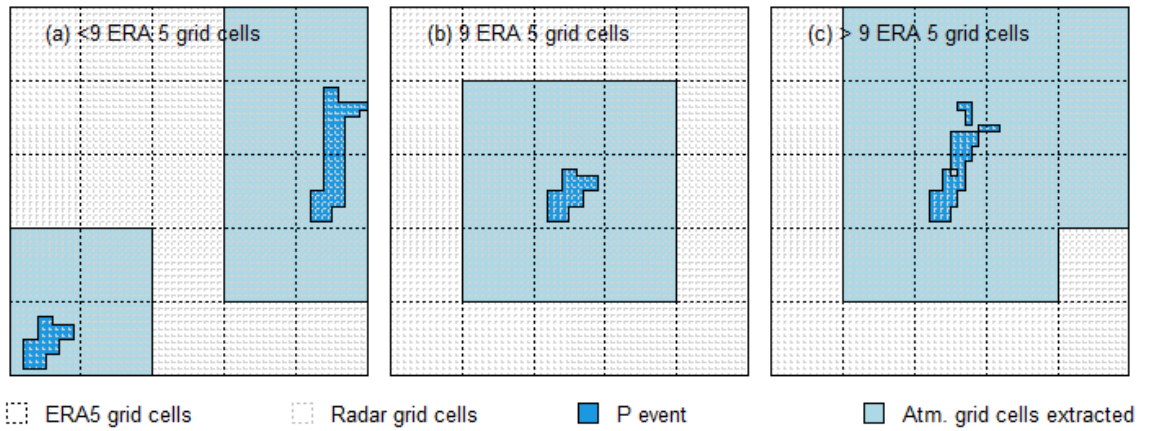 (a) <9 ERA 5 grid cells
(b) 9 ERA 5 grid cells
(c) > 9 ERA 5 grid cells
ERA5 grid cells
Radar grid cells
P event
Atm. grid cells extracted